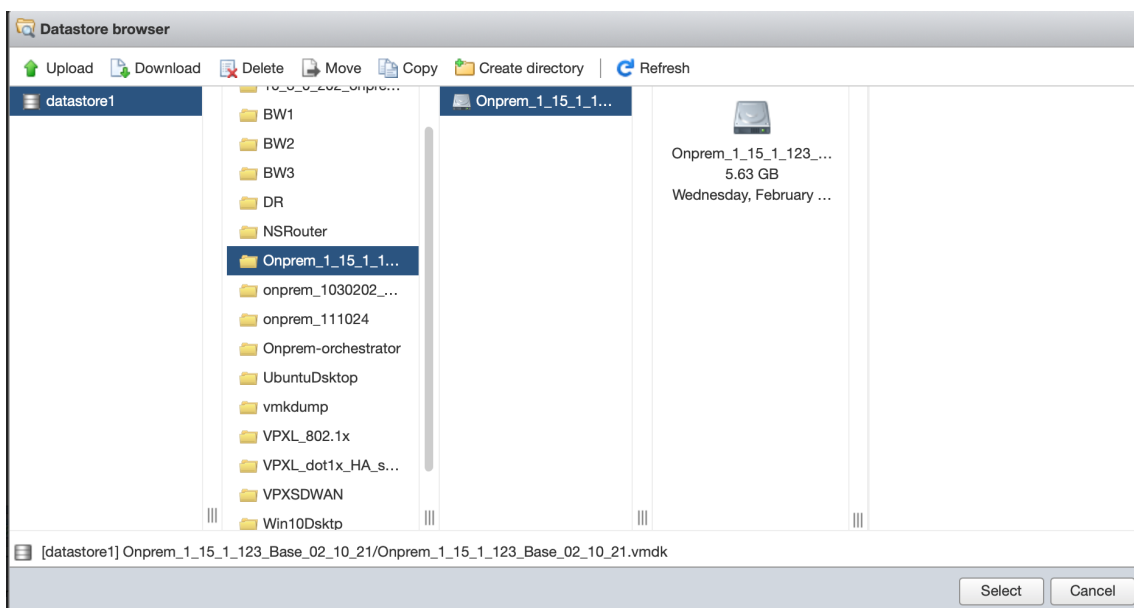 Datastore browser
Upload Download Delete Move Copy Create directory Refresh
datastore1
BW1
BW2
BW3
DR
NSRouter
Onprem_1_15_1_1...
onprem_1030202_...
onprem_111024
Onprem-orchestrator
UbuntuDsktop
vmkdump
VPXL_802.1x
VPXL_dot1x_HA_s...
VPXSDWAN
Win10Dsktp
Onprem_1_15_1_1...
Onprem_1_15_1_123_...
5.63 GB
Wednesday, February ...
[datastore1] Onprem_1_15_1_123_Base_02_10_21/Onprem_1_15_1_123_Base_02_10_21.vmdk
Select Cancel